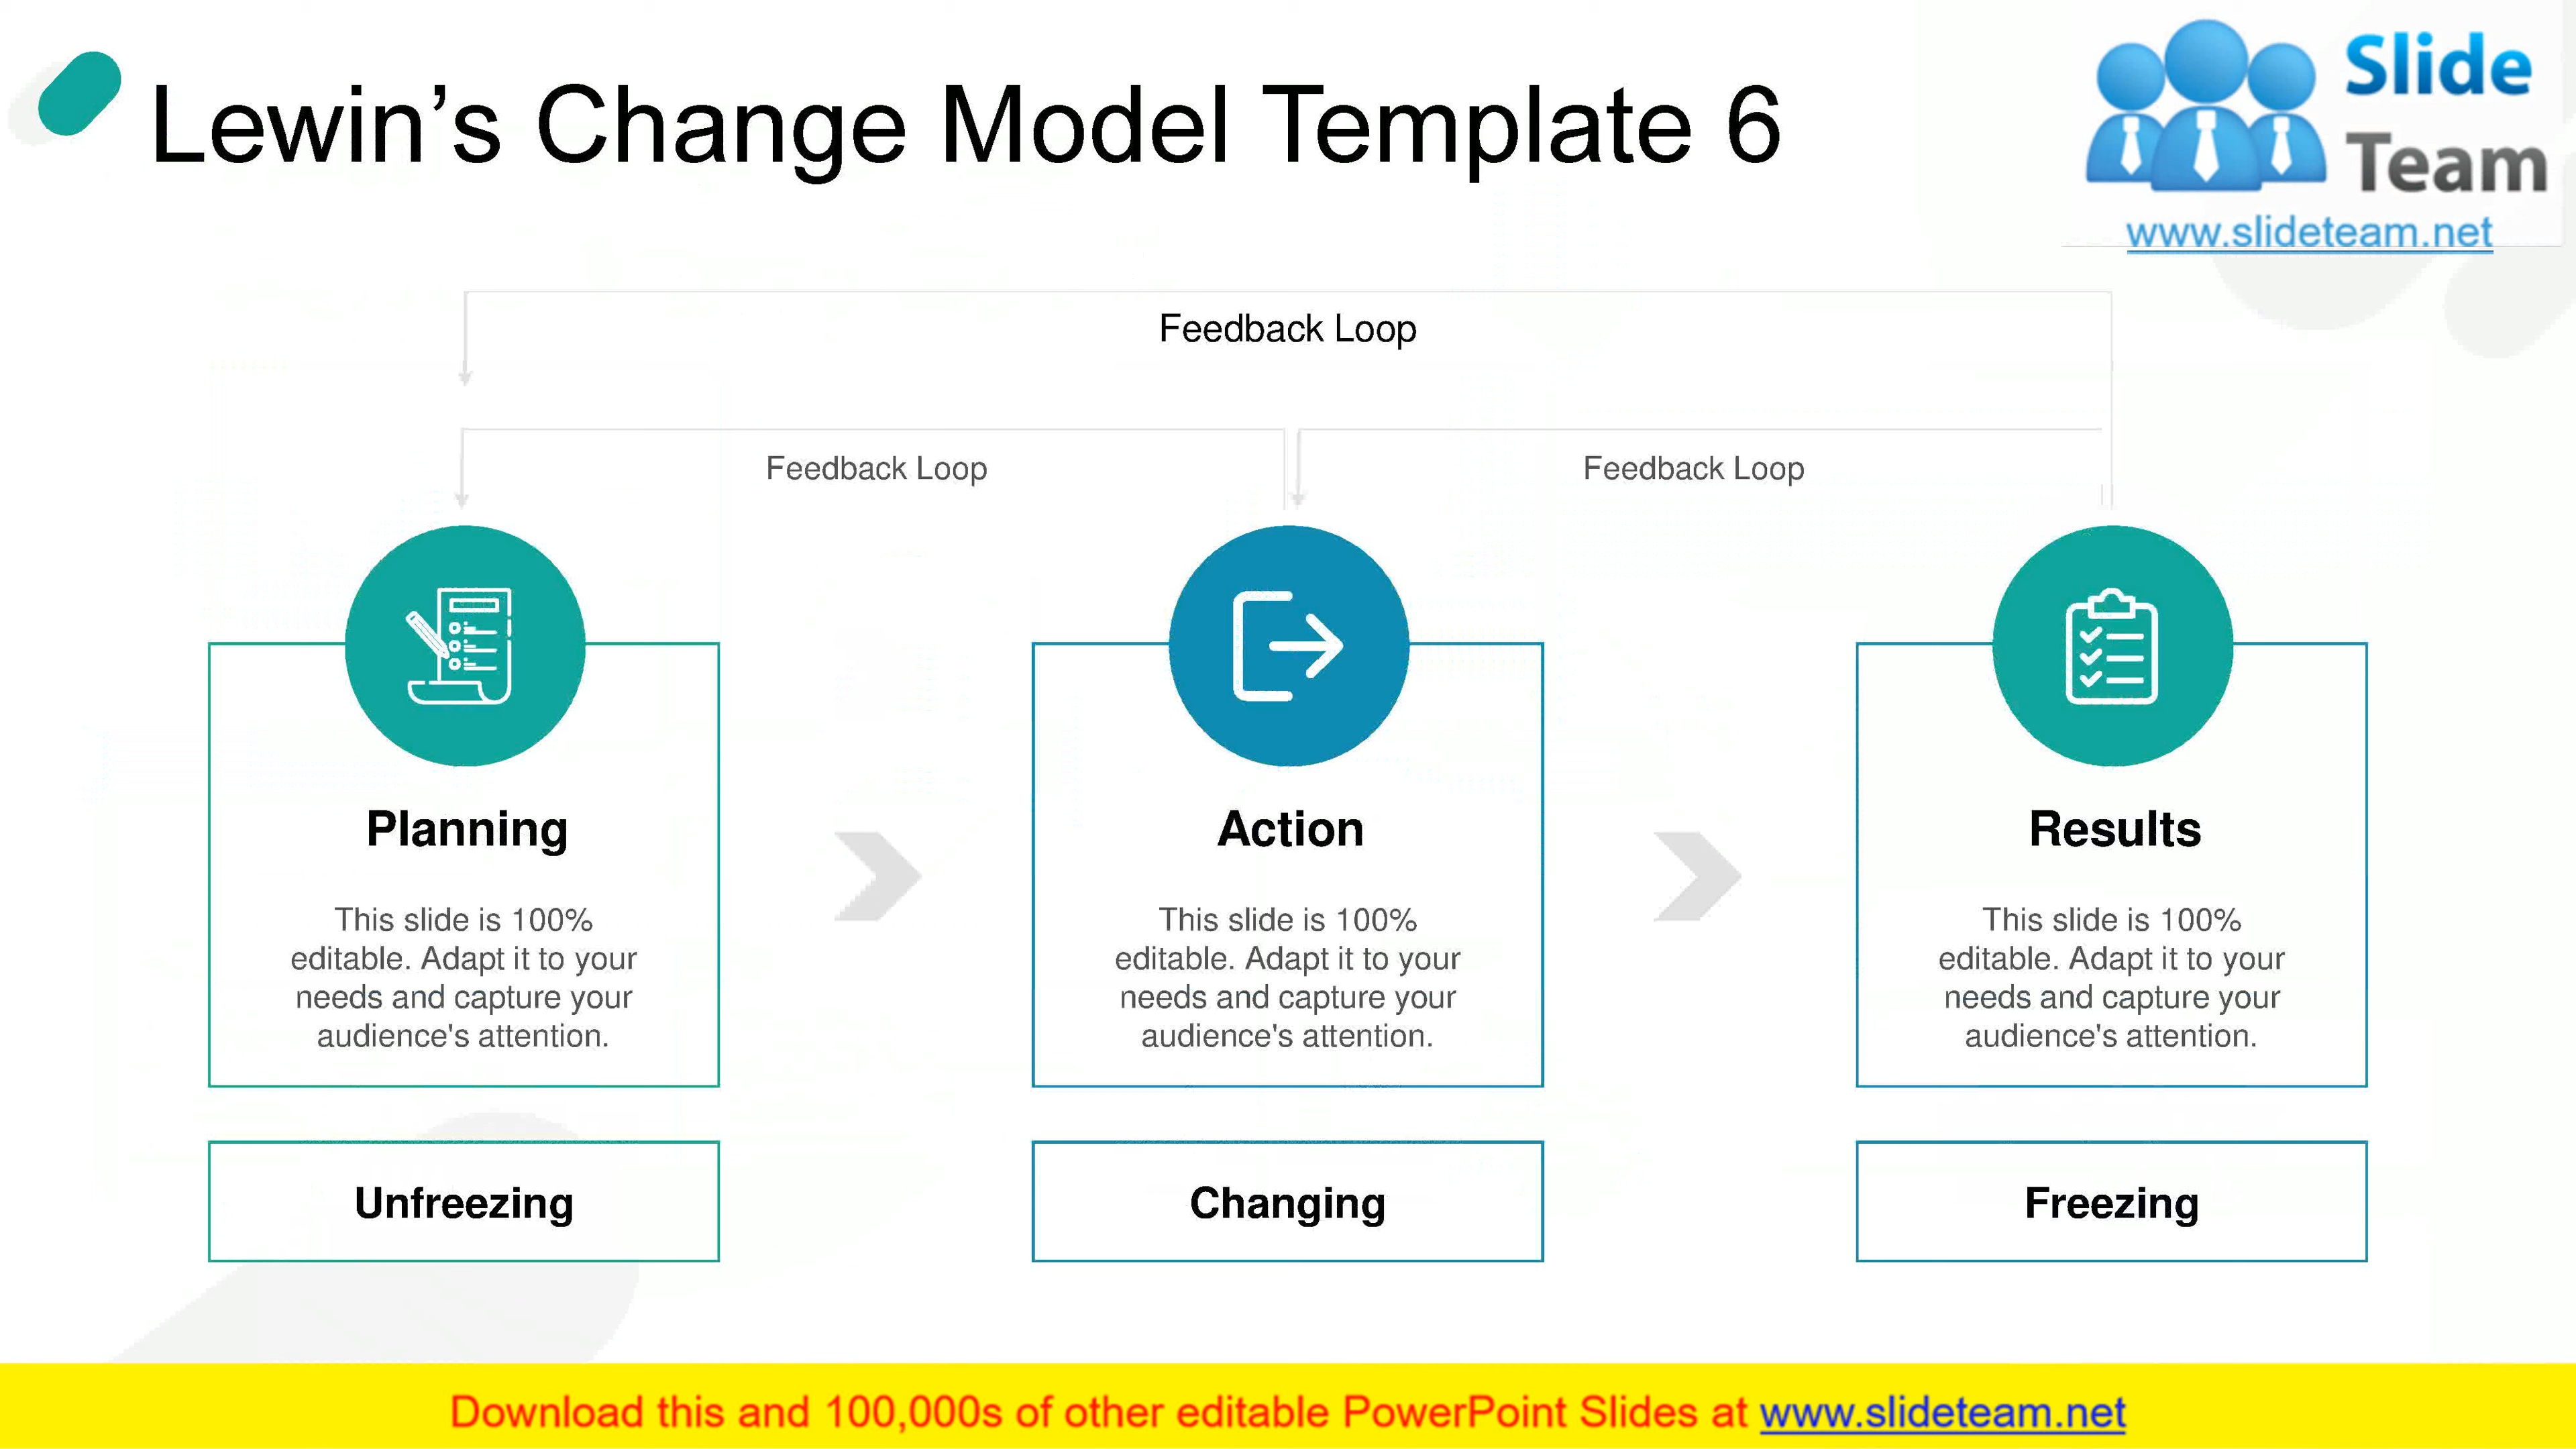 Lewin’s Change Model Template 6
Slide
Team
www.slideteam.net
Feedback Loop
Feedback Loop
Feedback Loop
Planning
This slide is 100%
editable. Adapt it to your
needs and capture your
audience's attention.
Action
This slide is 100%
editable. Adapt it to your
needs and capture your
audience's attention.
Results
This slide is 100%
editable. Adapt it to your
needs and capture your
audience's attention.
Unfreezing
Changing
Freezing
Download this and 100,000s of other editable PowerPoint Slides at www.slideteam.net